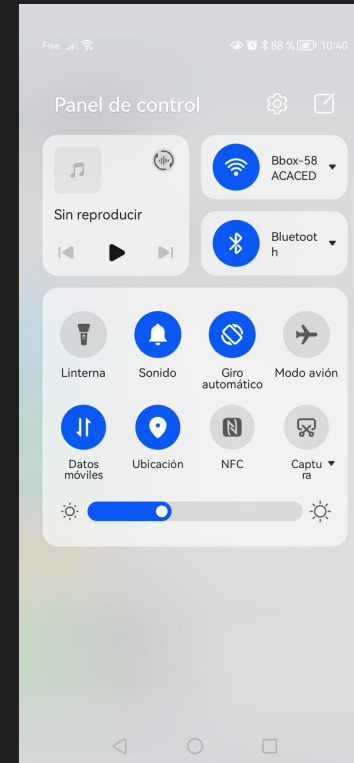 Free 88 % 10:40
Panel de control
Bbox-58
ACACED
Sin reproducir
Bluetoot
h
Linterna Sonido Giro
automático Modo avión
Datos
móviles Ubicación NFC Captu
ra